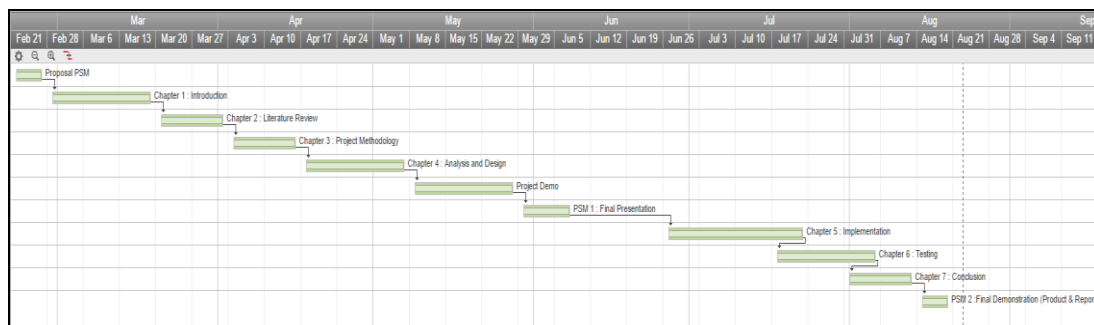 Mar Apr May Jun Jul Aug Sep
Feb 21 Feb 28 Mar 6 Mar 13 Mar 20 Mar 27 Apr 3 Apr 10 Apr 17 Apr 24 May 1 May 8 May 15 May 22 May 29 Jun 5 Jun 12 Jun 19 Jun 26 Jul 3 Jul 10 Jul 17 Jul 24 Jul 31 Aug 7 Aug 14 Aug 21 Aug 28 Sep 4 Sep 11
Proposal PSM
Chapter 1 : Introduction
Chapter 2 : Literature Review
Chapter 3 : Project Methodology
Chapter 4 : Analysis and Design
Project Demo
PSM 1 : Final Presentation
Chapter 5 : Implementation
Chapter 6 : Testing
Chapter 7 : Conclusion
PSM 2 :Final Demonstration (Product & Repor